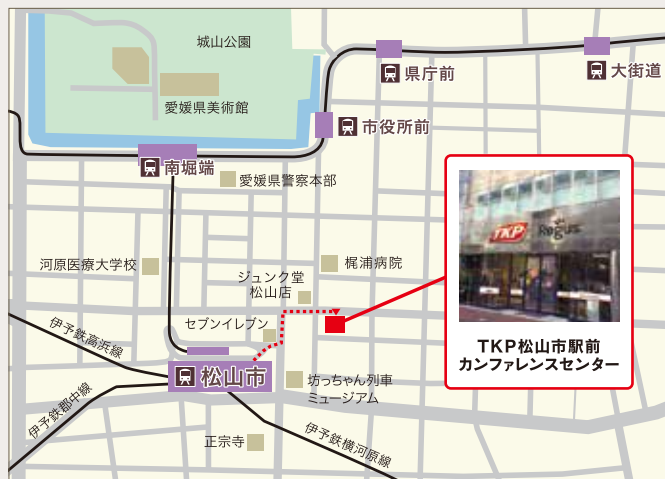 城山公園
県庁前
大街道
愛媛県美術館
市役所前
南堀端
愛媛県警察本部
TKP
Regus
河原医療大学校
梶浦病院
ジュンク堂
松山店
セブンイレブン
伊予鉄高浜線
TKP松山市駅前
カンファレンスセンター
松山市
坊っちゃん列車
ミュージアム
伊予鉄郡中線
正宗寺
伊予鉄横河原線